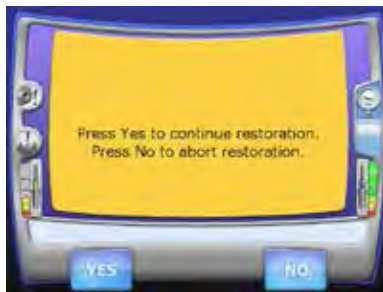 Press Yes to continue restoration.
Press No to abort restoration.
YES
NO